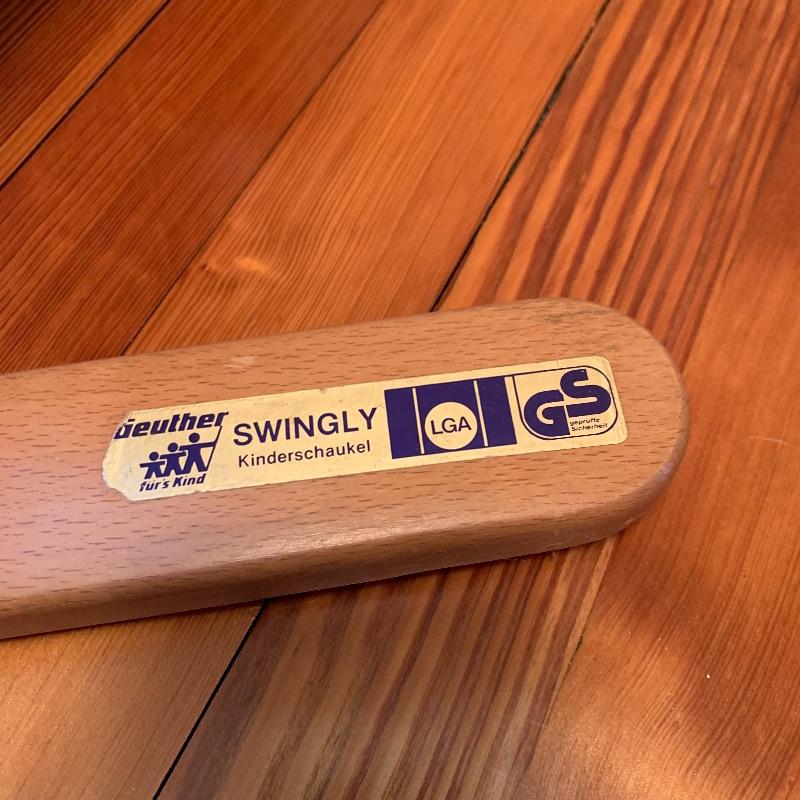 Geuther
für's Kind
SWINGLY
Kinderschaukel
LGA
GS
geprüfte
Sicherheit